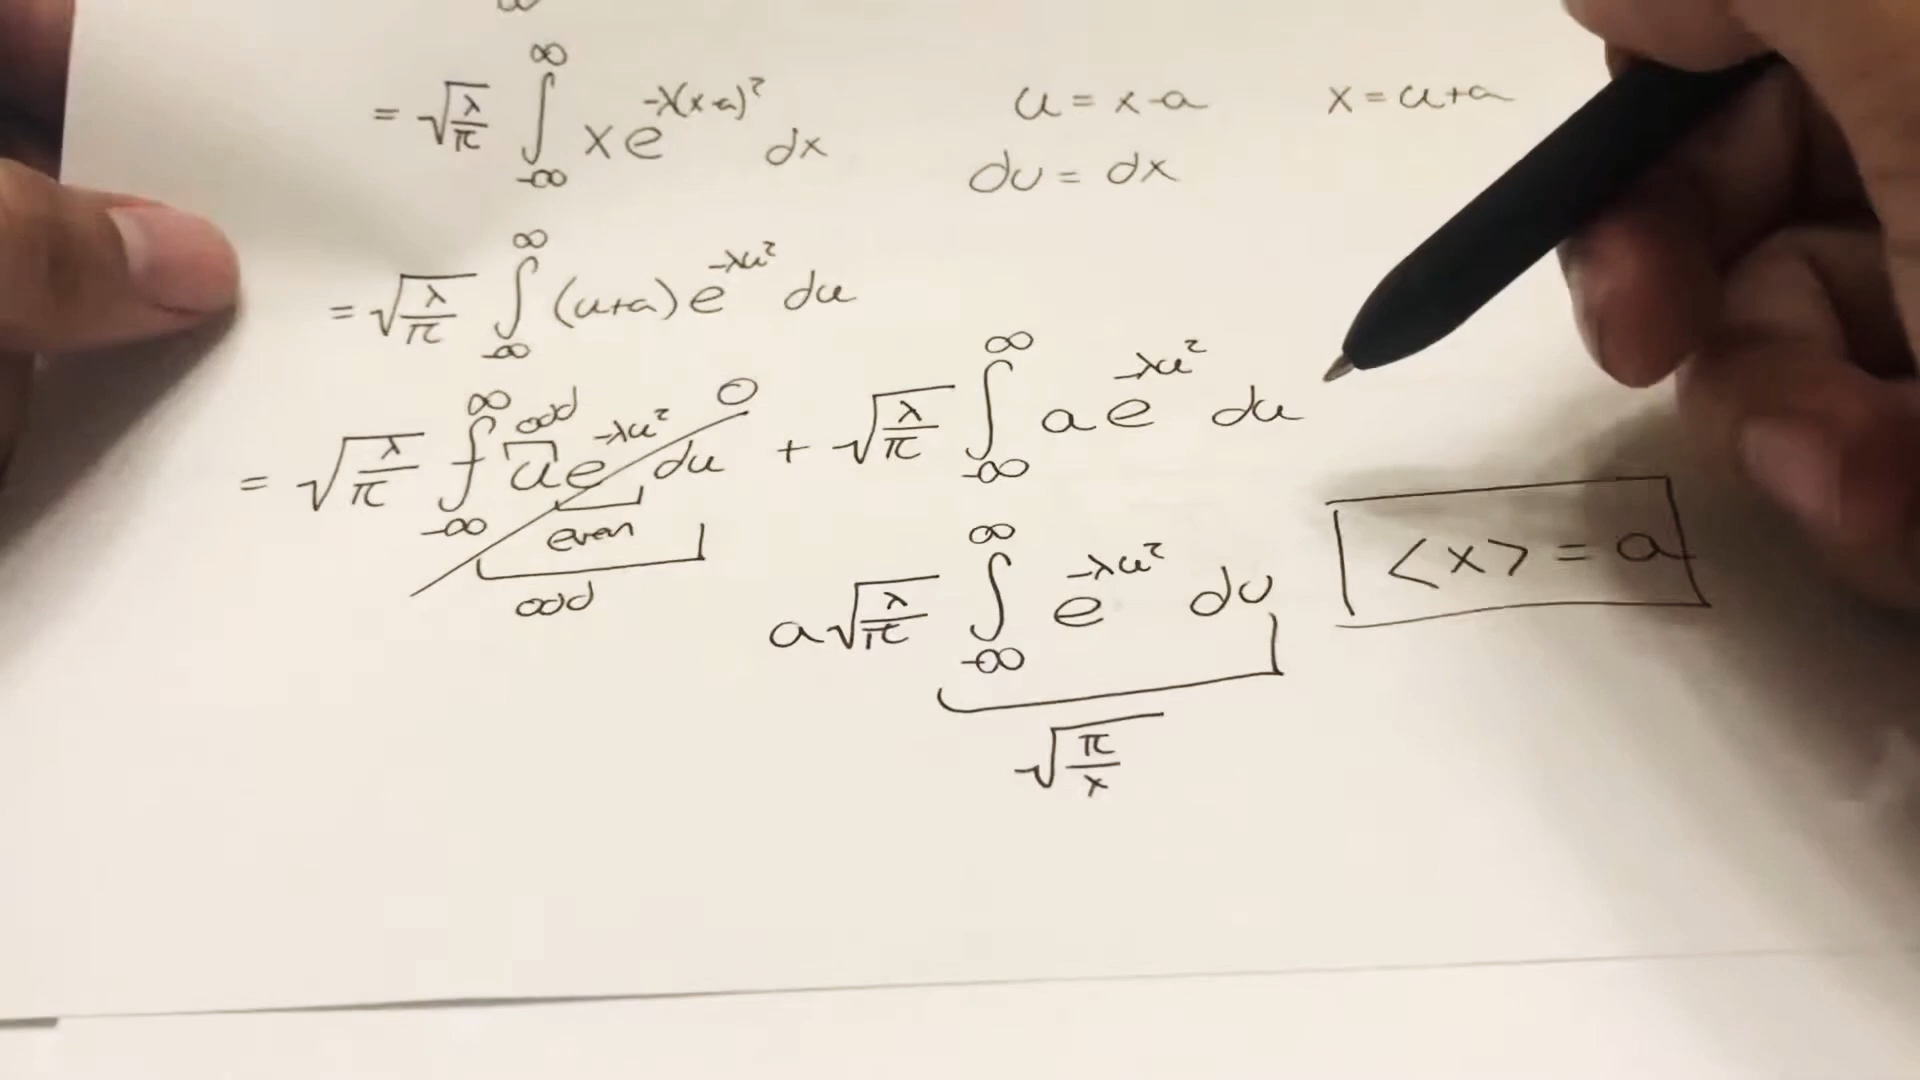 = √(λ/π) ∫_{-∞}^{∞} x e^{-λ(x-a)²} dx
u = x-a
x = u+a
du = dx
= √(λ/π) ∫_{-∞}^{∞} (u+a) e^{-λu²} du
= √(λ/π) ∫_{-∞}^{∞} u e^{-λu²} du + √(λ/π) ∫_{-∞}^{∞} a e^{-λu²} du
odd
0
even
odd
a√(λ/π) ∫_{-∞}^{∞} e^{-λu²} du
<x> = a
√(π/λ)